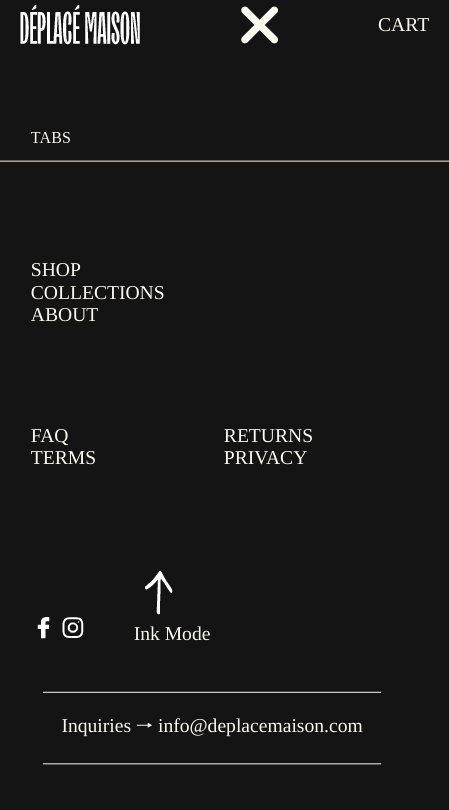 DÉPLACÉ MAISON
CART
TABS
SHOP
COLLECTIONS
ABOUT
FAQ
RETURNS
TERMS
PRIVACY
Ink Mode
Inquiries → info@deplacemaison.com